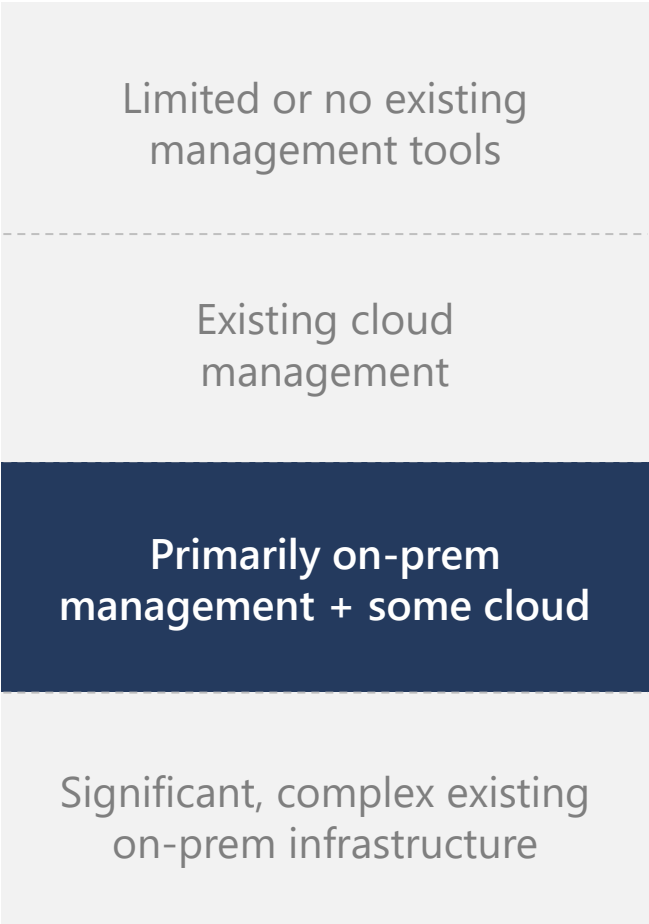 Limited or no existing
management tools
Existing cloud
management
Primarily on-prem
management + some cloud
Significant, complex existing
on-prem infrastructure